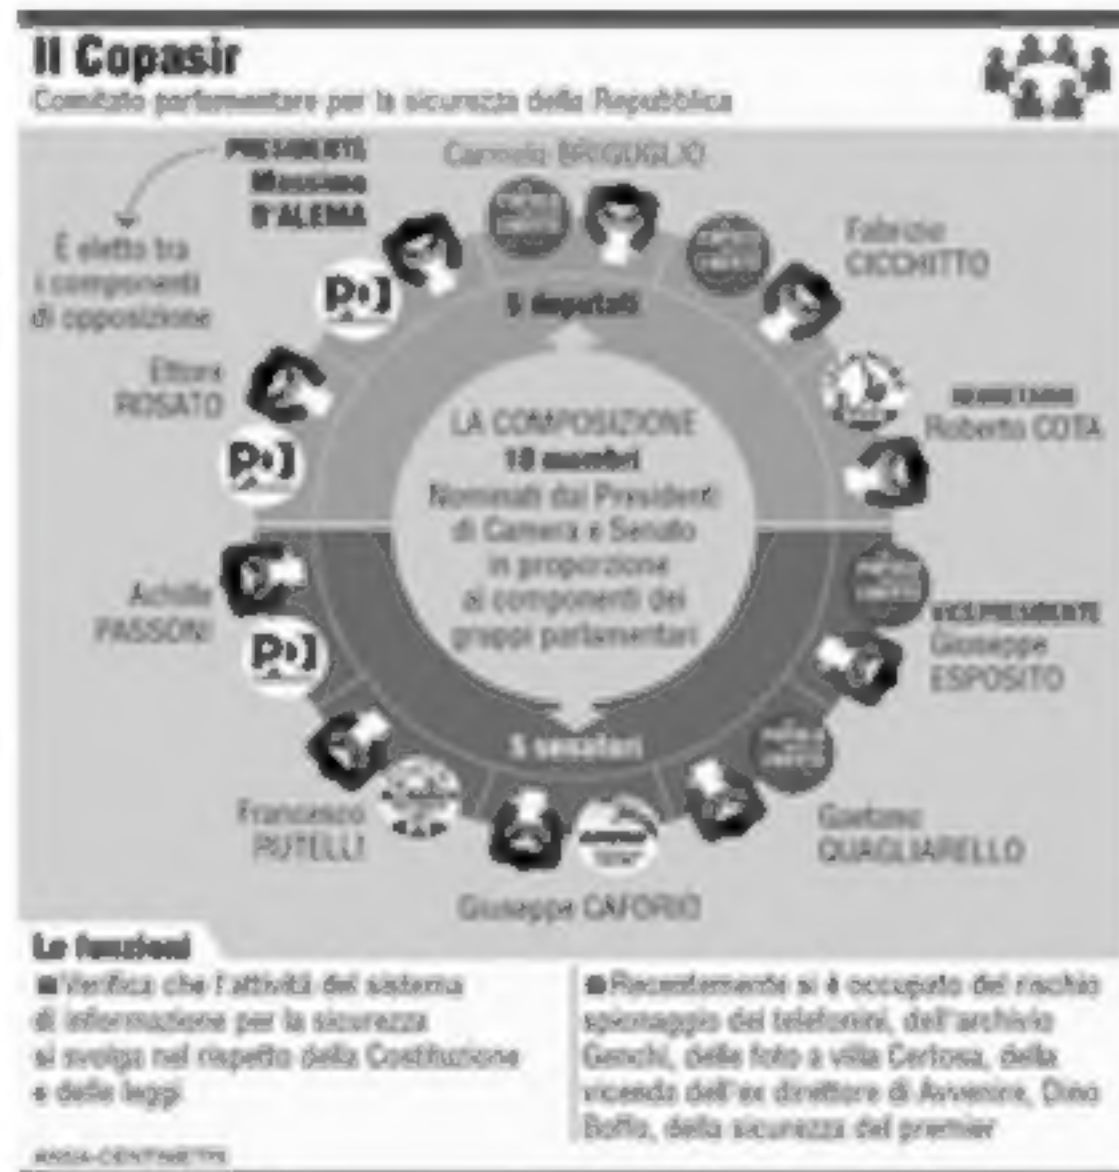 Il Copasir
Comitato parlamentare per la sicurezza della Repubblica
PRESIDENTE
Massimo
D'ALEMA
È eletto tra
i componenti
di opposizione
Carmelo BRIGUGLIO
Fabrizio
CICCHITTO
SEGRETARIO
Roberto COTA
Ettore
ROSATO
5 deputati
LA COMPOSIZIONE
10 membri
Nominati dai Presidenti
di Camera e Senato
in proporzione
ai componenti dei
gruppi parlamentari
Achille
PASSONI
VICEPRESIDENTE
Giuseppe
ESPOSITO
5 senatori
Francesco
RUTELLI
Gaetano
QUAGLIARELLO
Giuseppe CAFORIO
Le funzioni
Verifica che l'attività del sistema
di informazione per la sicurezza
si svolga nel rispetto della Costituzione
e delle leggi
Recentemente si è occupato del rischio
spionaggio dei telefonini, dell'archivio
Genchi, delle foto a villa Certosa, della
vicenda dell'ex direttore di Avvenire, Dino
Boffo, della sicurezza del premier
ANSA-CENTIMETRI